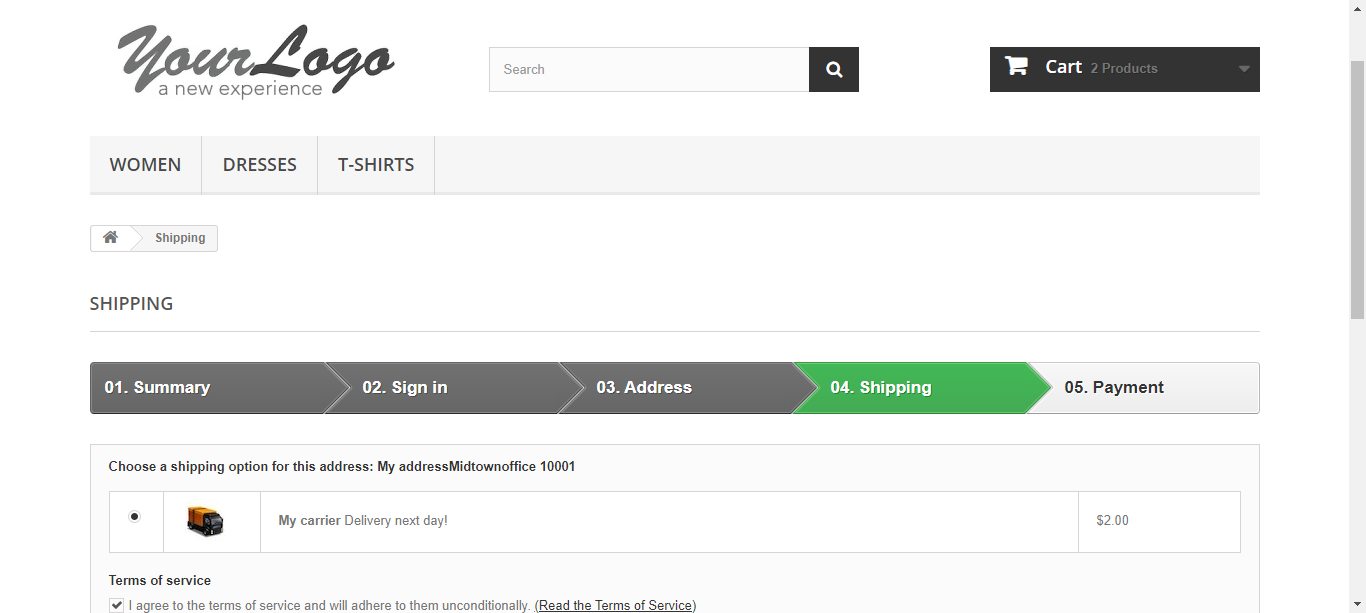 YourLogo
a new experience
Search
Cart 2 Products
WOMEN DRESSES T-SHIRTS
Shipping
SHIPPING
01. Summary 02. Sign in 03. Address 04. Shipping 05. Payment
Choose a shipping option for this address: My addressMidtownoffice 10001
My carrier Delivery next day! $2.00
Terms of service
I agree to the terms of service and will adhere to them unconditionally. (Read the Terms of Service)